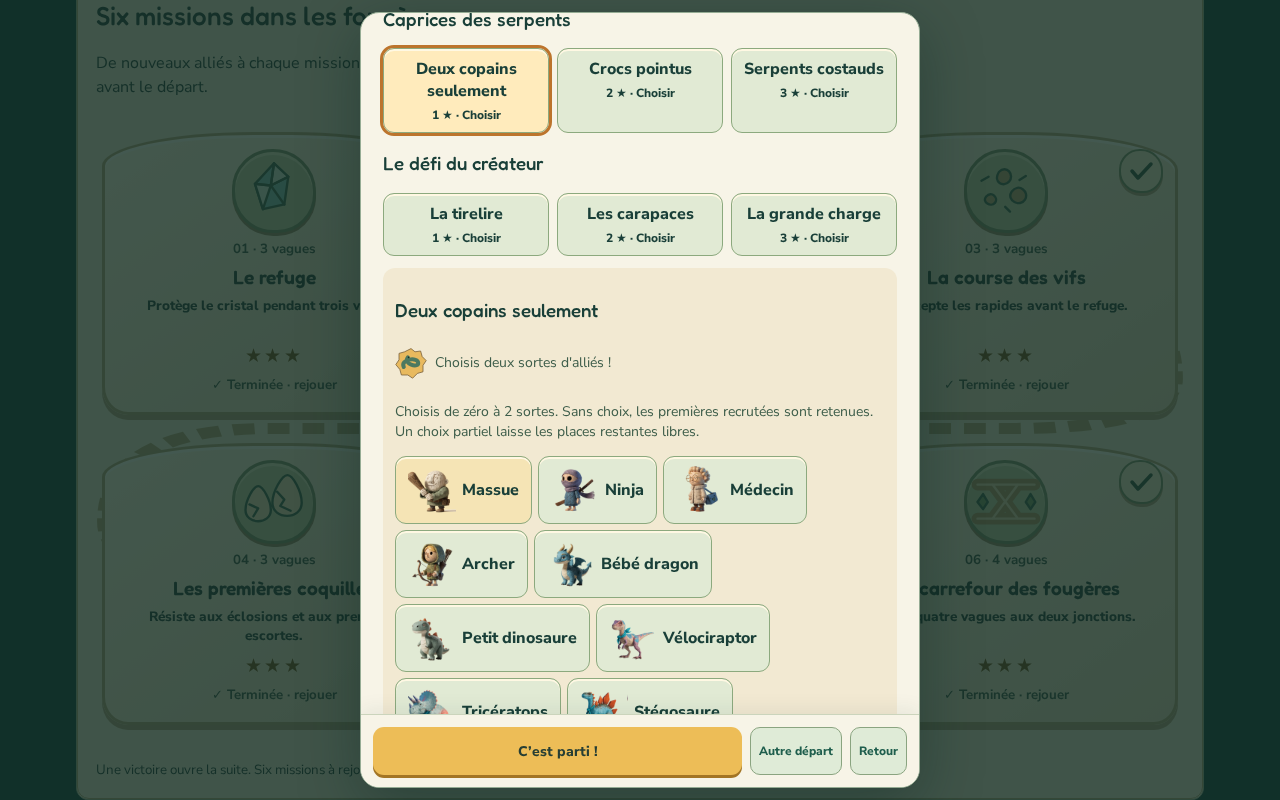 Six missions dans les
De nouveaux alliés à chaque mission
avant le départ.
01 · 3 vagues
Le refuge
Protège le cristal pendant trois
★★★
✓ Terminée · rejouer
04 · 3 vagues
Les premières
Résiste aux éclosions et aux
escortes.
★★★
✓ Terminée · rejouer
Une victoire ouvre la suite. Six missions à
Caprices des serpents
Deux copains
seulement
1 ★ · Choisir
Crocs pointus
2 ★ · Choisir
Serpents costauds
3 ★ · Choisir
Le défi du créateur
La tirelire
1 ★ · Choisir
Les carapaces
2 ★ · Choisir
La grande charge
3 ★ · Choisir
Deux copains seulement
Choisis deux sortes d'alliés !
Choisis de zéro à 2 sortes. Sans choix, les premières recrutées sont retenues.
Un choix partiel laisse les places restantes libres.
Massue
Ninja
Médecin
Archer
Bébé dragon
Petit dinosaure
Vélociraptor
Tricératops
Stégosaure
C'est parti !
Autre départ
Retour
03 · 3 vagues
La course des vifs
les rapides avant le refuge.
★★★
✓ Terminée · rejouer
06 · 4 vagues
carrefour des fougères
quatre vagues aux deux jonctions.
★★★
✓ Terminée · rejouer